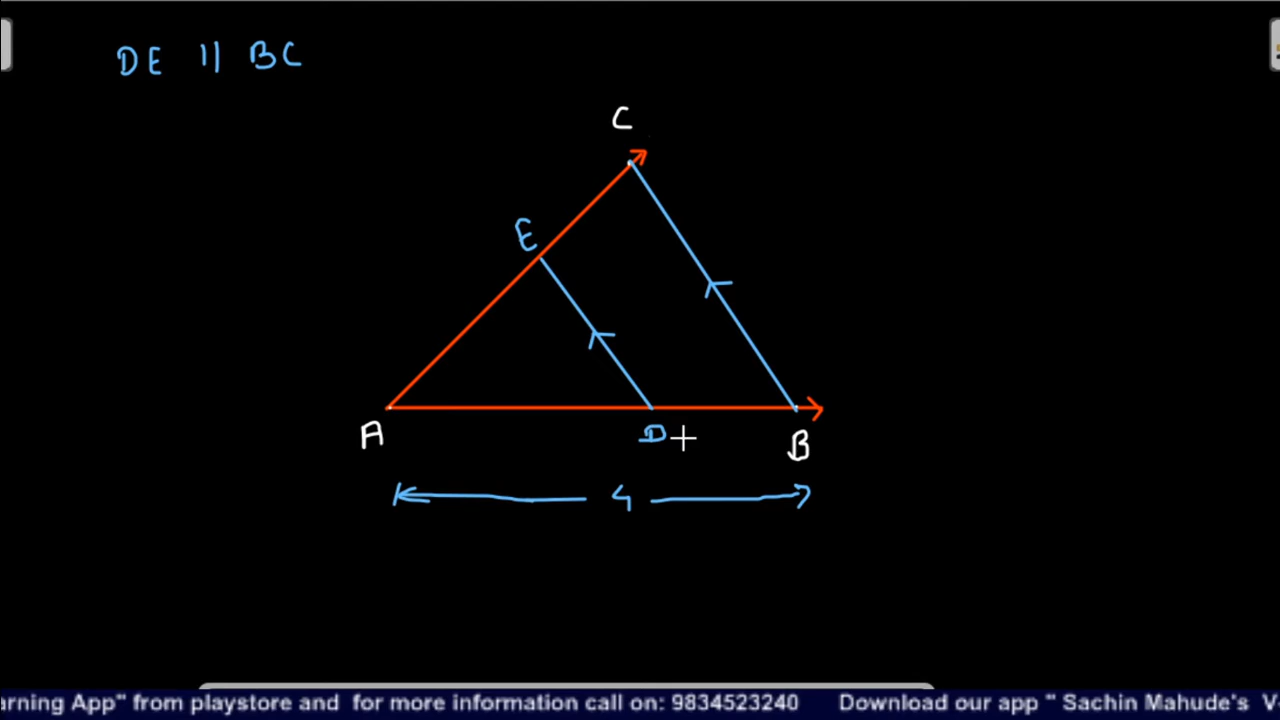 DE || BC
C
E
A
D
B
4
arning App" from playstore and for more information call on: 9834523240 Download our app " Sachin Mahude's V